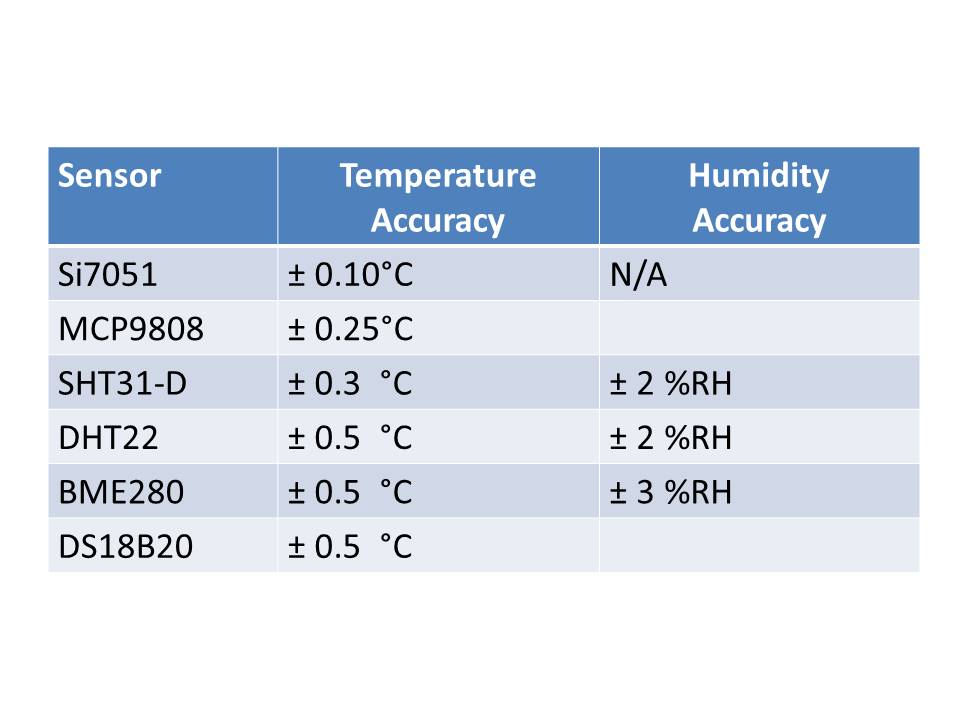 Sensor Temperature Accuracy Humidity Accuracy
Si7051 ± 0.10°C N/A
MCP9808 ± 0.25°C
SHT31-D ± 0.3 °C ± 2 %RH
DHT22 ± 0.5 °C ± 2 %RH
BME280 ± 0.5 °C ± 3 %RH
DS18B20 ± 0.5 °C